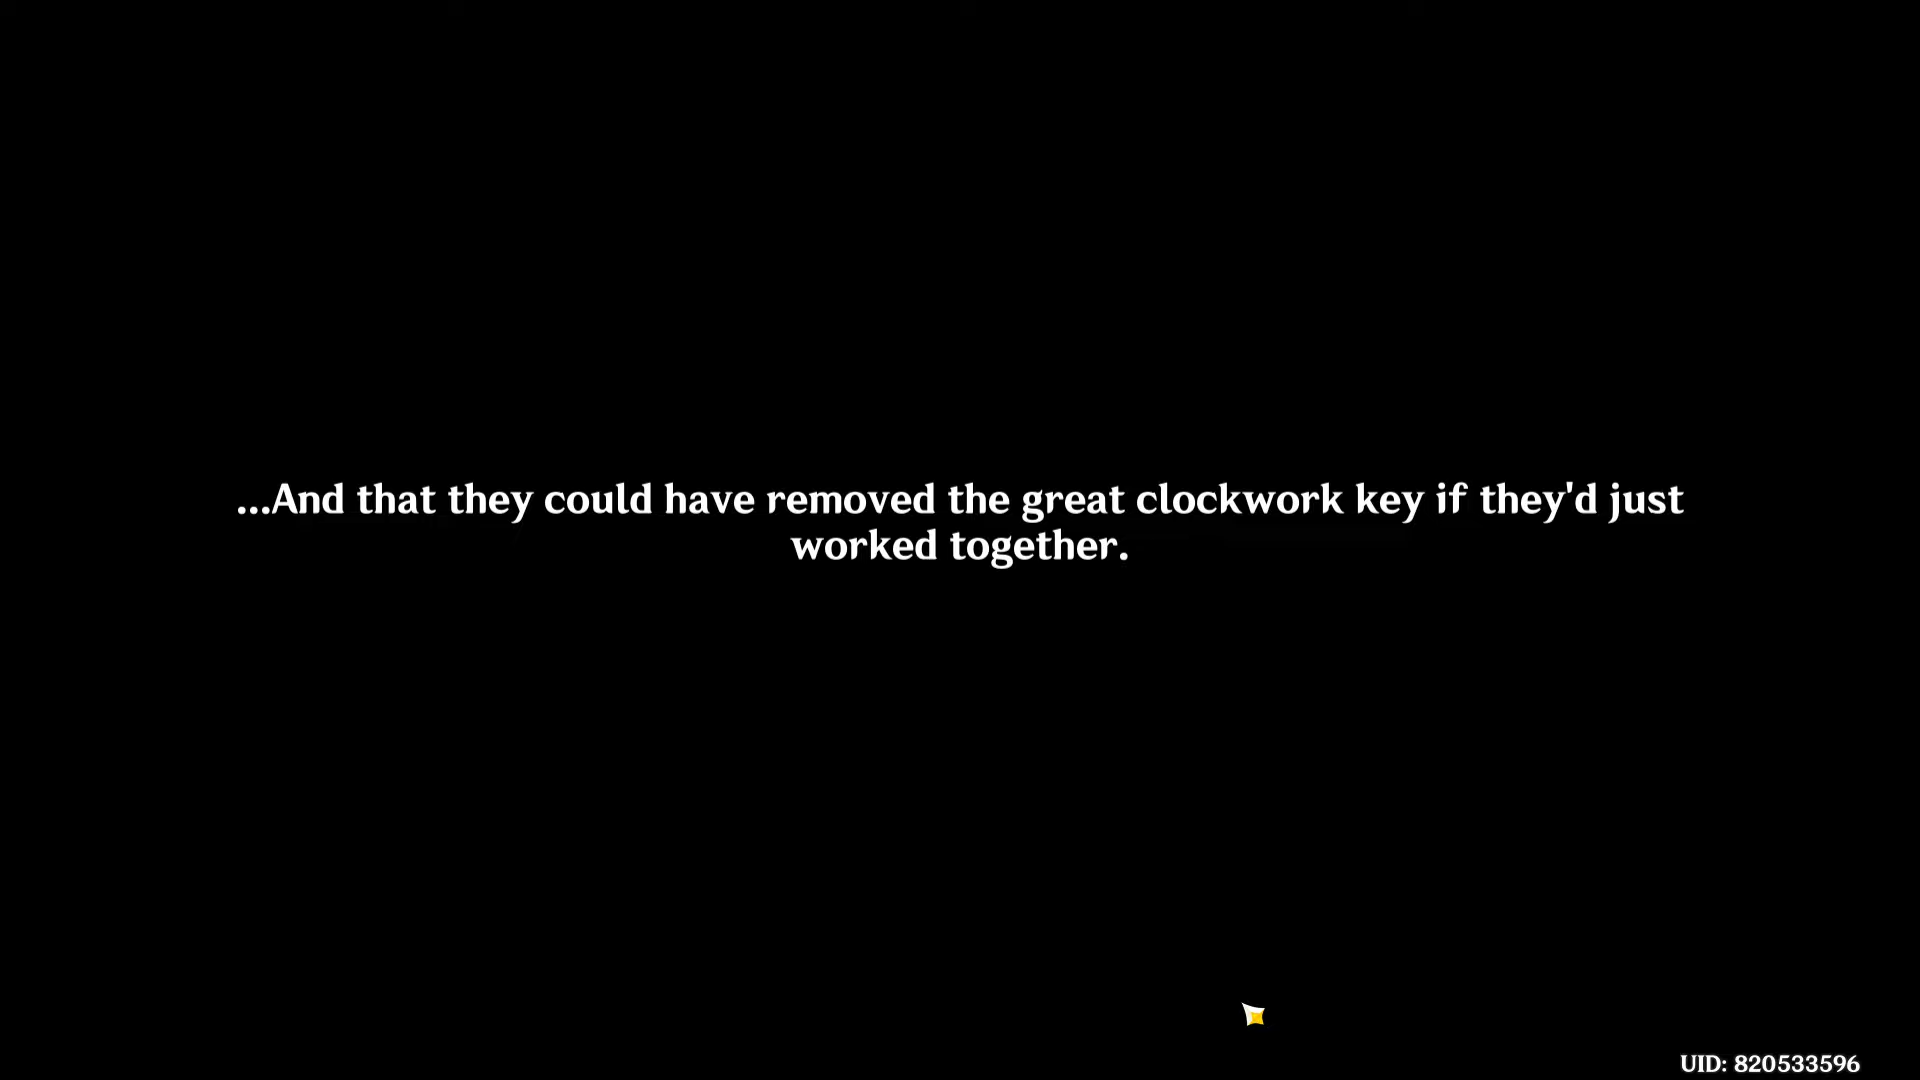 ...And that they could have removed the great clockwork key if they'd just
worked together.
UID: 820533596